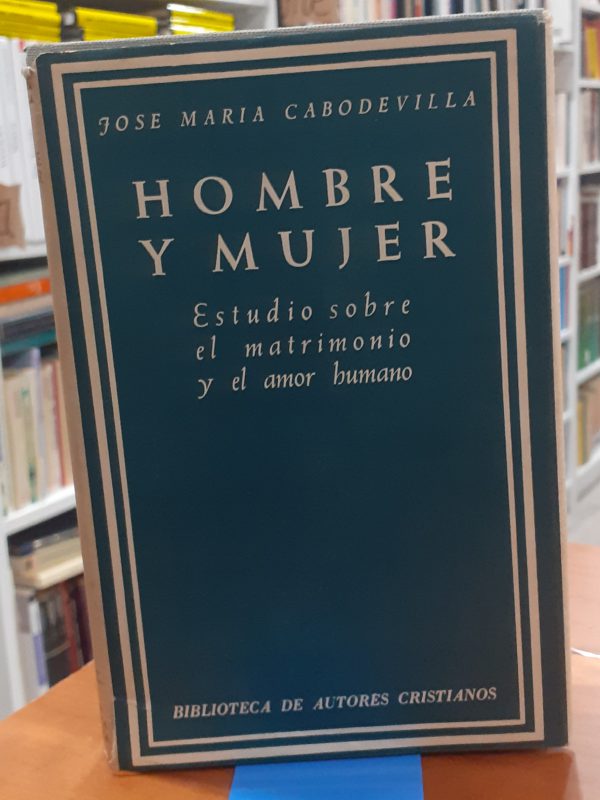 JOSE MARIA CABODEVILLA
HOMBRE
Y MUJER
Estudio sobre
el matrimonio
y el amor humano
BIBLIOTECA DE AUTORES CRISTIANOS